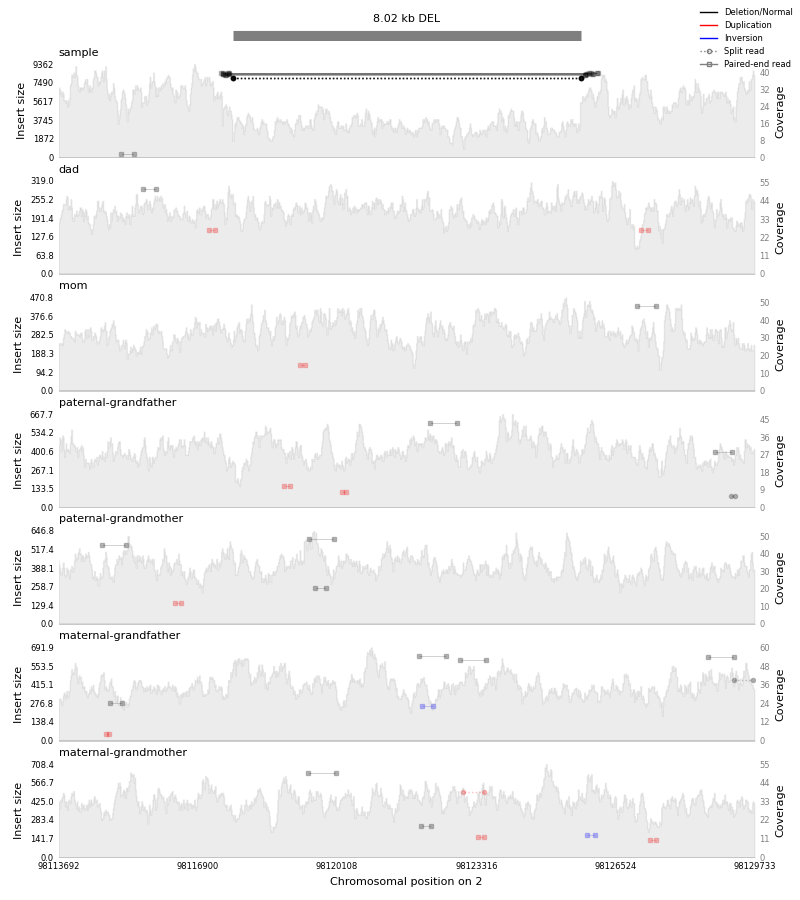 8.02 kb DEL
Deletion/Normal
Duplication
Inversion
Split read
Paired-end read
sample
9362
7490
5617
3745
1872
0
Insert size
40
32
24
16
8
0
Coverage
dad
319.0
255.2
191.4
127.6
63.8
0.0
Insert size
55
44
33
22
11
0
Coverage
mom
470.8
376.6
282.5
188.3
94.2
0.0
Insert size
50
40
30
20
10
0
Coverage
paternal-grandfather
667.7
534.2
400.6
267.1
133.5
0.0
Insert size
45
36
27
18
9
0
Coverage
paternal-grandmother
646.8
517.4
388.1
258.7
129.4
0.0
Insert size
50
40
30
20
10
0
Coverage
maternal-grandfather
691.9
553.5
415.1
276.8
138.4
0.0
Insert size
60
48
36
24
12
0
Coverage
maternal-grandmother
708.4
566.7
425.0
283.4
141.7
0.0
Insert size
55
44
33
22
11
0
Coverage
98113692 98116900 98120108 98123316 98126524 98129733
Chromosomal position on 2